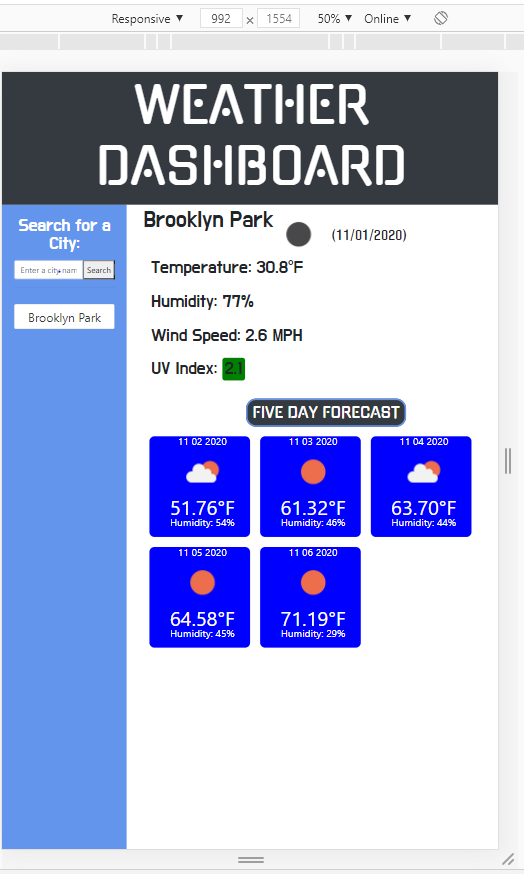 Responsive ▼ 992 × 1554 50% ▼ Online ▼
WEATHER
DASHBOARD
Search for a
City:
Enter a city nam Search
Brooklyn Park
Brooklyn Park (11/01/2020)
Temperature: 30.8°F
Humidity: 77%
Wind Speed: 2.6 MPH
UV Index: 2.1
FIVE DAY FORECAST
11 02 2020 11 03 2020 11 04 2020
51.76°F 61.32°F 63.70°F
Humidity: 54% Humidity: 46% Humidity: 44%
11 05 2020 11 06 2020
64.58°F 71.19°F
Humidity: 45% Humidity: 29%